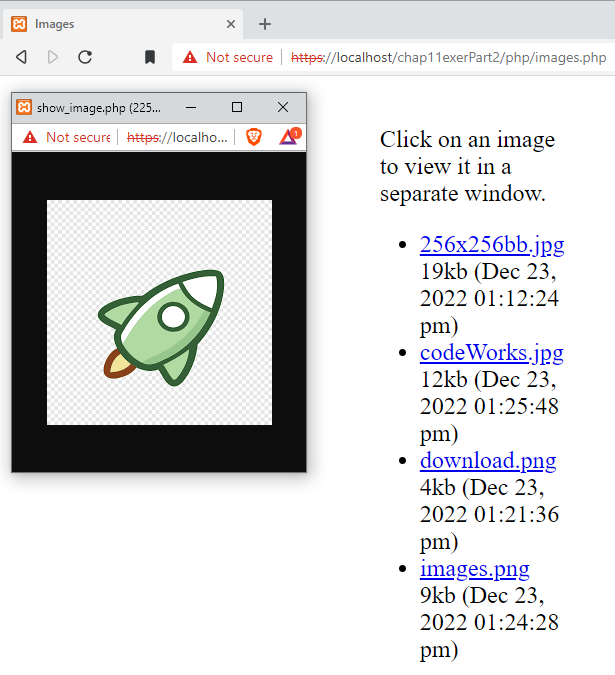 Images
Not secure https://localhost/chap11exerPart2/php/images.php
show_image.php (225...
Not secure https://localho...
1
Click on an image
to view it in a
separate window.
256x256bb.jpg
19kb (Dec 23,
2022 01:12:24
pm)
codeWorks.jpg
12kb (Dec 23,
2022 01:25:48
pm)
download.png
4kb (Dec 23,
2022 01:21:36
pm)
images.png
9kb (Dec 23,
2022 01:24:28
pm)